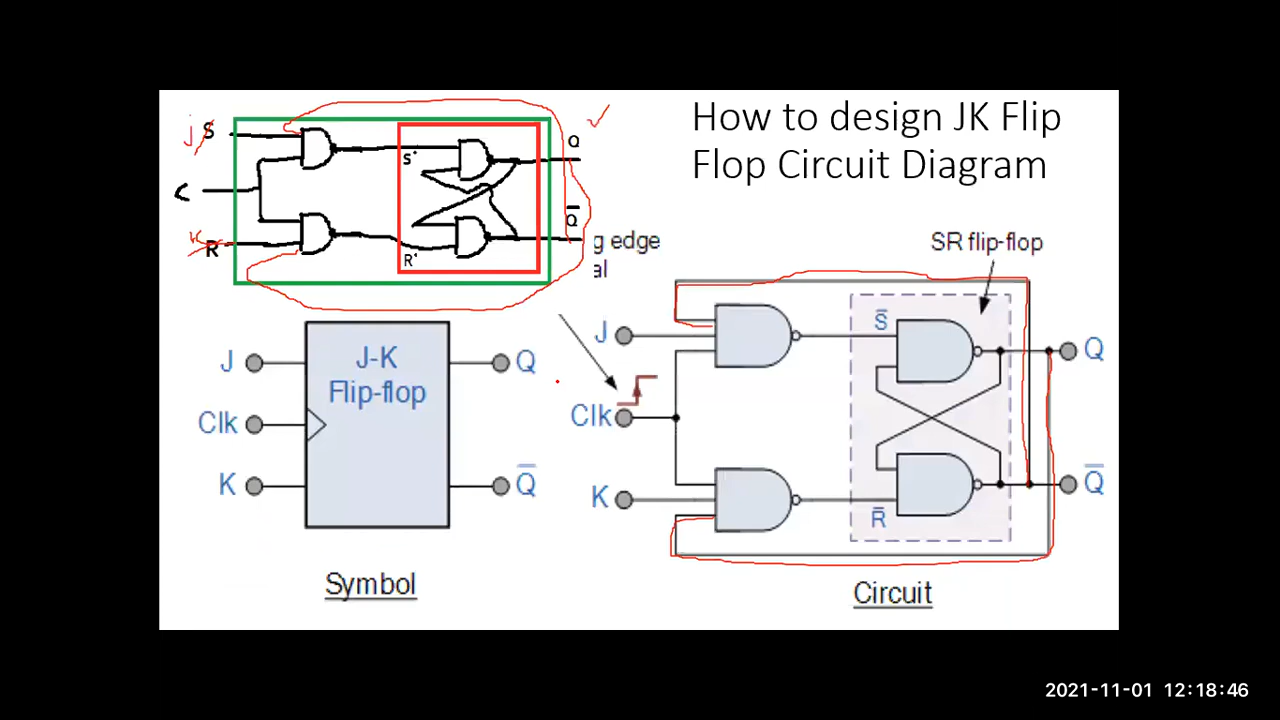 How to design JK Flip
Flop Circuit Diagram
j S
C
K R
S'
R'
Q
Q̅
g edge
al
SR flip-flop
J
Clk
K
J-K
Flip-flop
Q
Q̅
Symbol
J
Clk
K
S̅
R̅
Q
Q̅
Circuit
2021-11-01 12:18:46